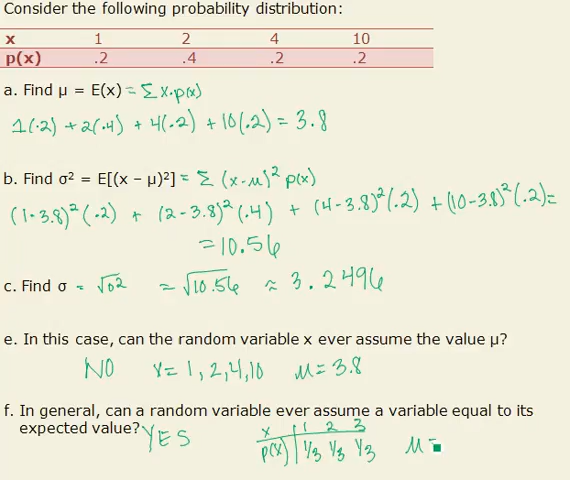 Consider the following probability distribution:
x 1 2 4 10
p(x) .2 .4 .2 .2
a. Find μ = E(x) = Σ x·p(x)
1(.2) + 2(.4) + 4(.2) + 10(.2) = 3.8
b. Find σ² = E[(x − μ)²] = Σ (x-μ)² p(x)
(1-3.8)²(.2) + (2-3.8)²(.4) + (4-3.8)²(.2) + (10-3.8)²(.2) =
= 10.56
c. Find σ = √σ² = √10.56 ≈ 3.2496
e. In this case, can the random variable x ever assume the value μ?
NO x = 1, 2, 4, 10 μ = 3.8
f. In general, can a random variable ever assume a variable equal to its
expected value? YES
x 1 2 3
p(x) 1/3 1/3 1/3 μ =